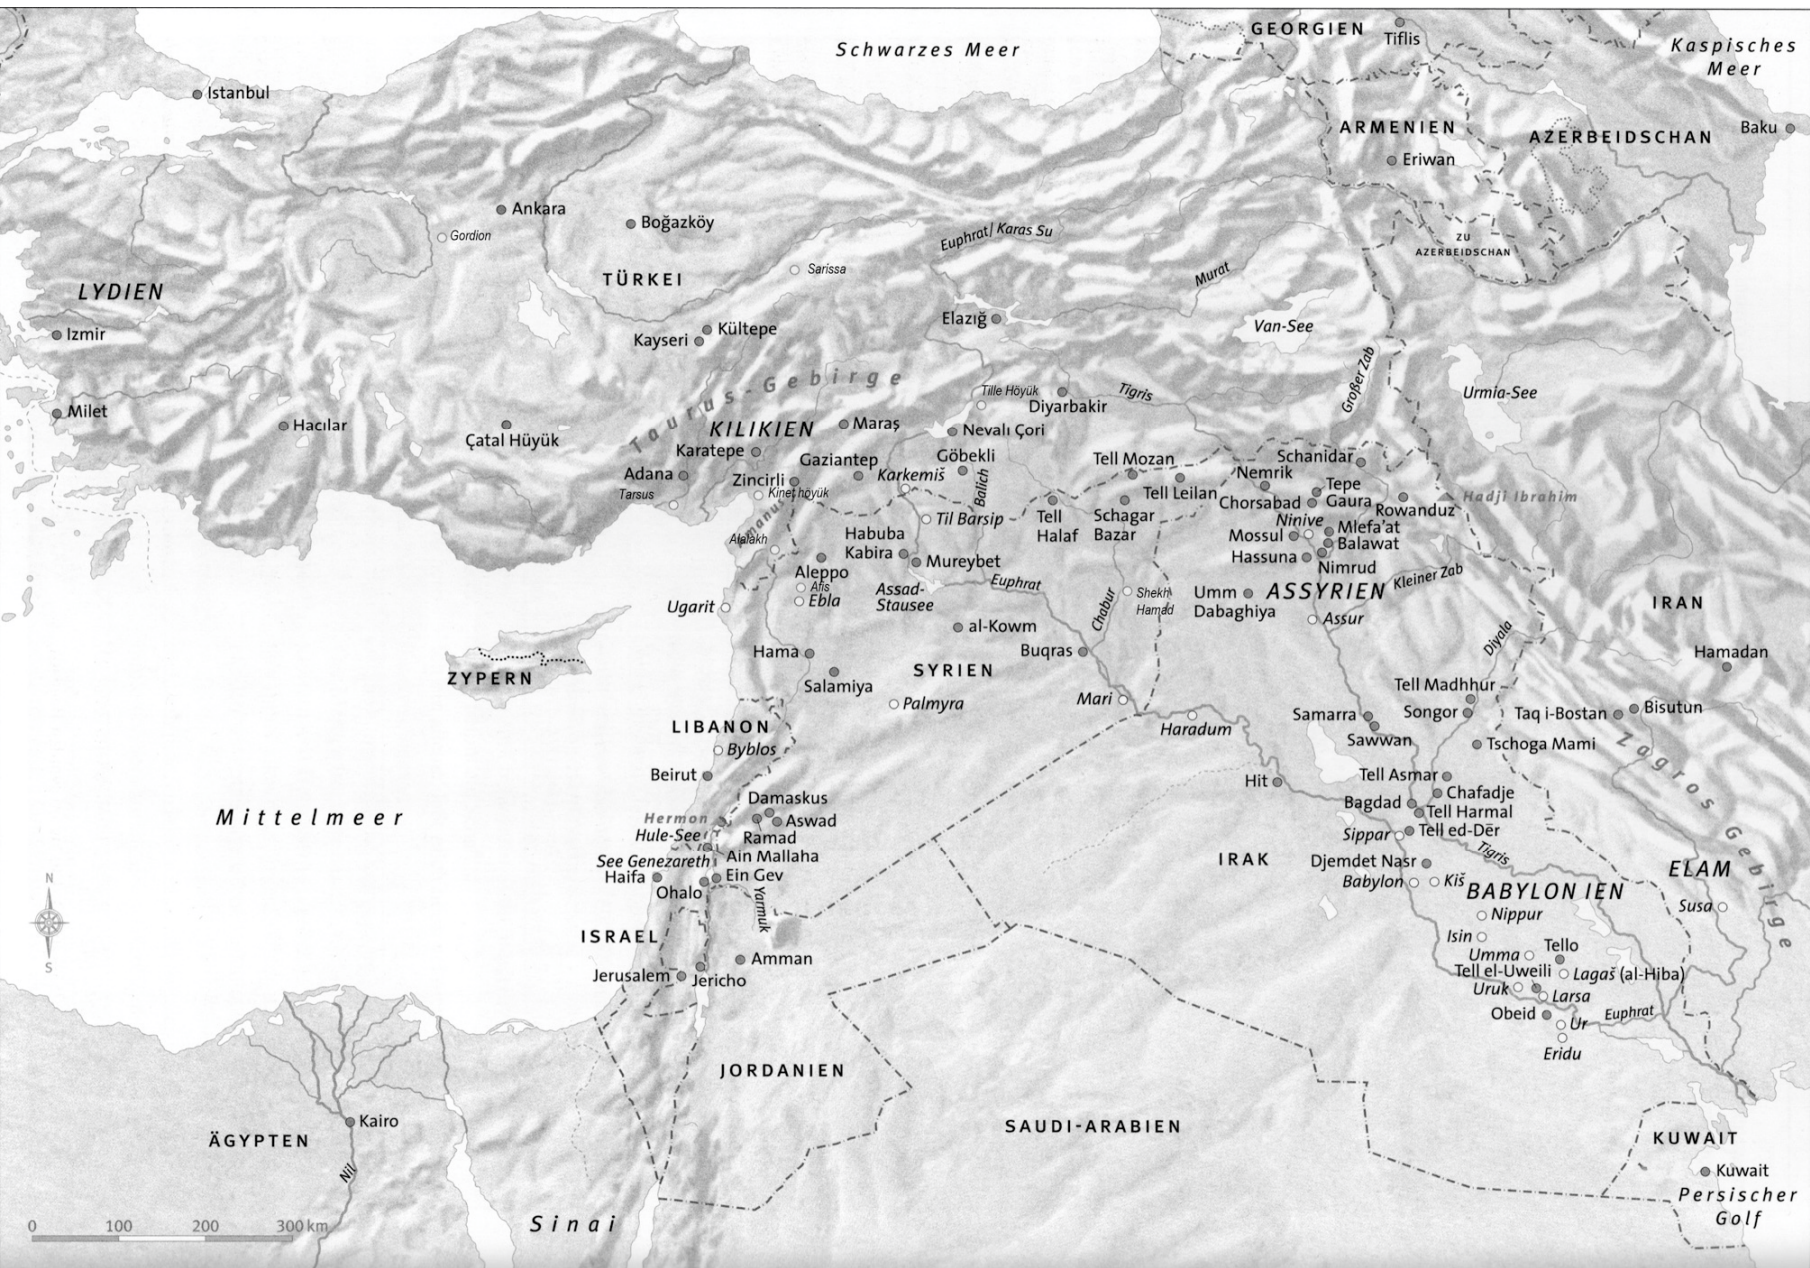 Schwarzes Meer
GEORGIEN
Tiflis
Kaspisches
Meer
Istanbul
ARMENIEN
Eriwan
AZERBEIDSCHAN
Baku
Ankara
Gordion
Boğazköy
Euphrat/ Karas Su
ZU
AZERBEIDSCHAN
Sarissa
TÜRKEI
Murat
LYDIEN
Izmir
Kültepe
Kayseri
Elazığ
Van-See
Großer Zab
Urmia-See
Taurus-Gebirge
Tille Höyük
Diyarbakir
Tigris
Milet
Hacılar
Çatal Hüyük
KILIKIEN
Maraş
Nevalı Çori
Karatepe
Gaziantep
Göbekli
Tell Mozan
Schanidar
Adana
Zincirli
Karkemiš
Balich
Nemrik
Tepe
Gaura
Tarsus
Kinet höyük
Tell Leilan
Chorsabad
Rowanduz
Hadji Ibrahim
Amanus
Til Barsip
Tell
Halaf
Schagar
Bazar
Ninive
Mlefa'at
Mossul
Balawat
Alalakh
Habuba
Kabira
Hassuna
Nimrud
Aleppo
Mureybet
Afis
Ebla
Assad-
Stausee
Euphrat
Chabur
Shekh
Hamad
Umm
Dabaghiya
ASSYRIEN
Kleiner Zab
IRAN
Ugarit
al-Kowm
Assur
Diyala
Hama
Buqras
Hamadan
ZYPERN
Salamiya
SYRIEN
Mari
Tell Madhhur
Songor
Palmyra
Haradum
Samarra
Sawwan
Taq i-Bostan
Bisutun
LIBANON
Byblos
Tschoga Mami
Zagros Gebirge
Beirut
Hit
Tell Asmar
Chafadje
Mittelmeer
Damaskus
Bagdad
Tell Harmal
Hermon
Aswad
Hule-See
Ramad
Sippar
Tell ed-Dēr
See Genezareth
Ain Mallaha
IRAK
Tigris
Djemdet Nasr
ELAM
Haifa
Ein Gev
Babylon
Kiš
BABYLONIEN
Ohalo
Yarmuk
Susa
Nippur
N
S
ISRAEL
Isin
Tello
Umma
Amman
Jerusalem
Jericho
Tell el-Uweili
Lagaš (al-Hiba)
Uruk
Larsa
Obeid
Ur
Euphrat
Eridu
JORDANIEN
SAUDI-ARABIEN
Kairo
ÄGYPTEN
Nil
KUWAIT
Kuwait
Persischer
Golf
Sinai
0 100 200 300 km